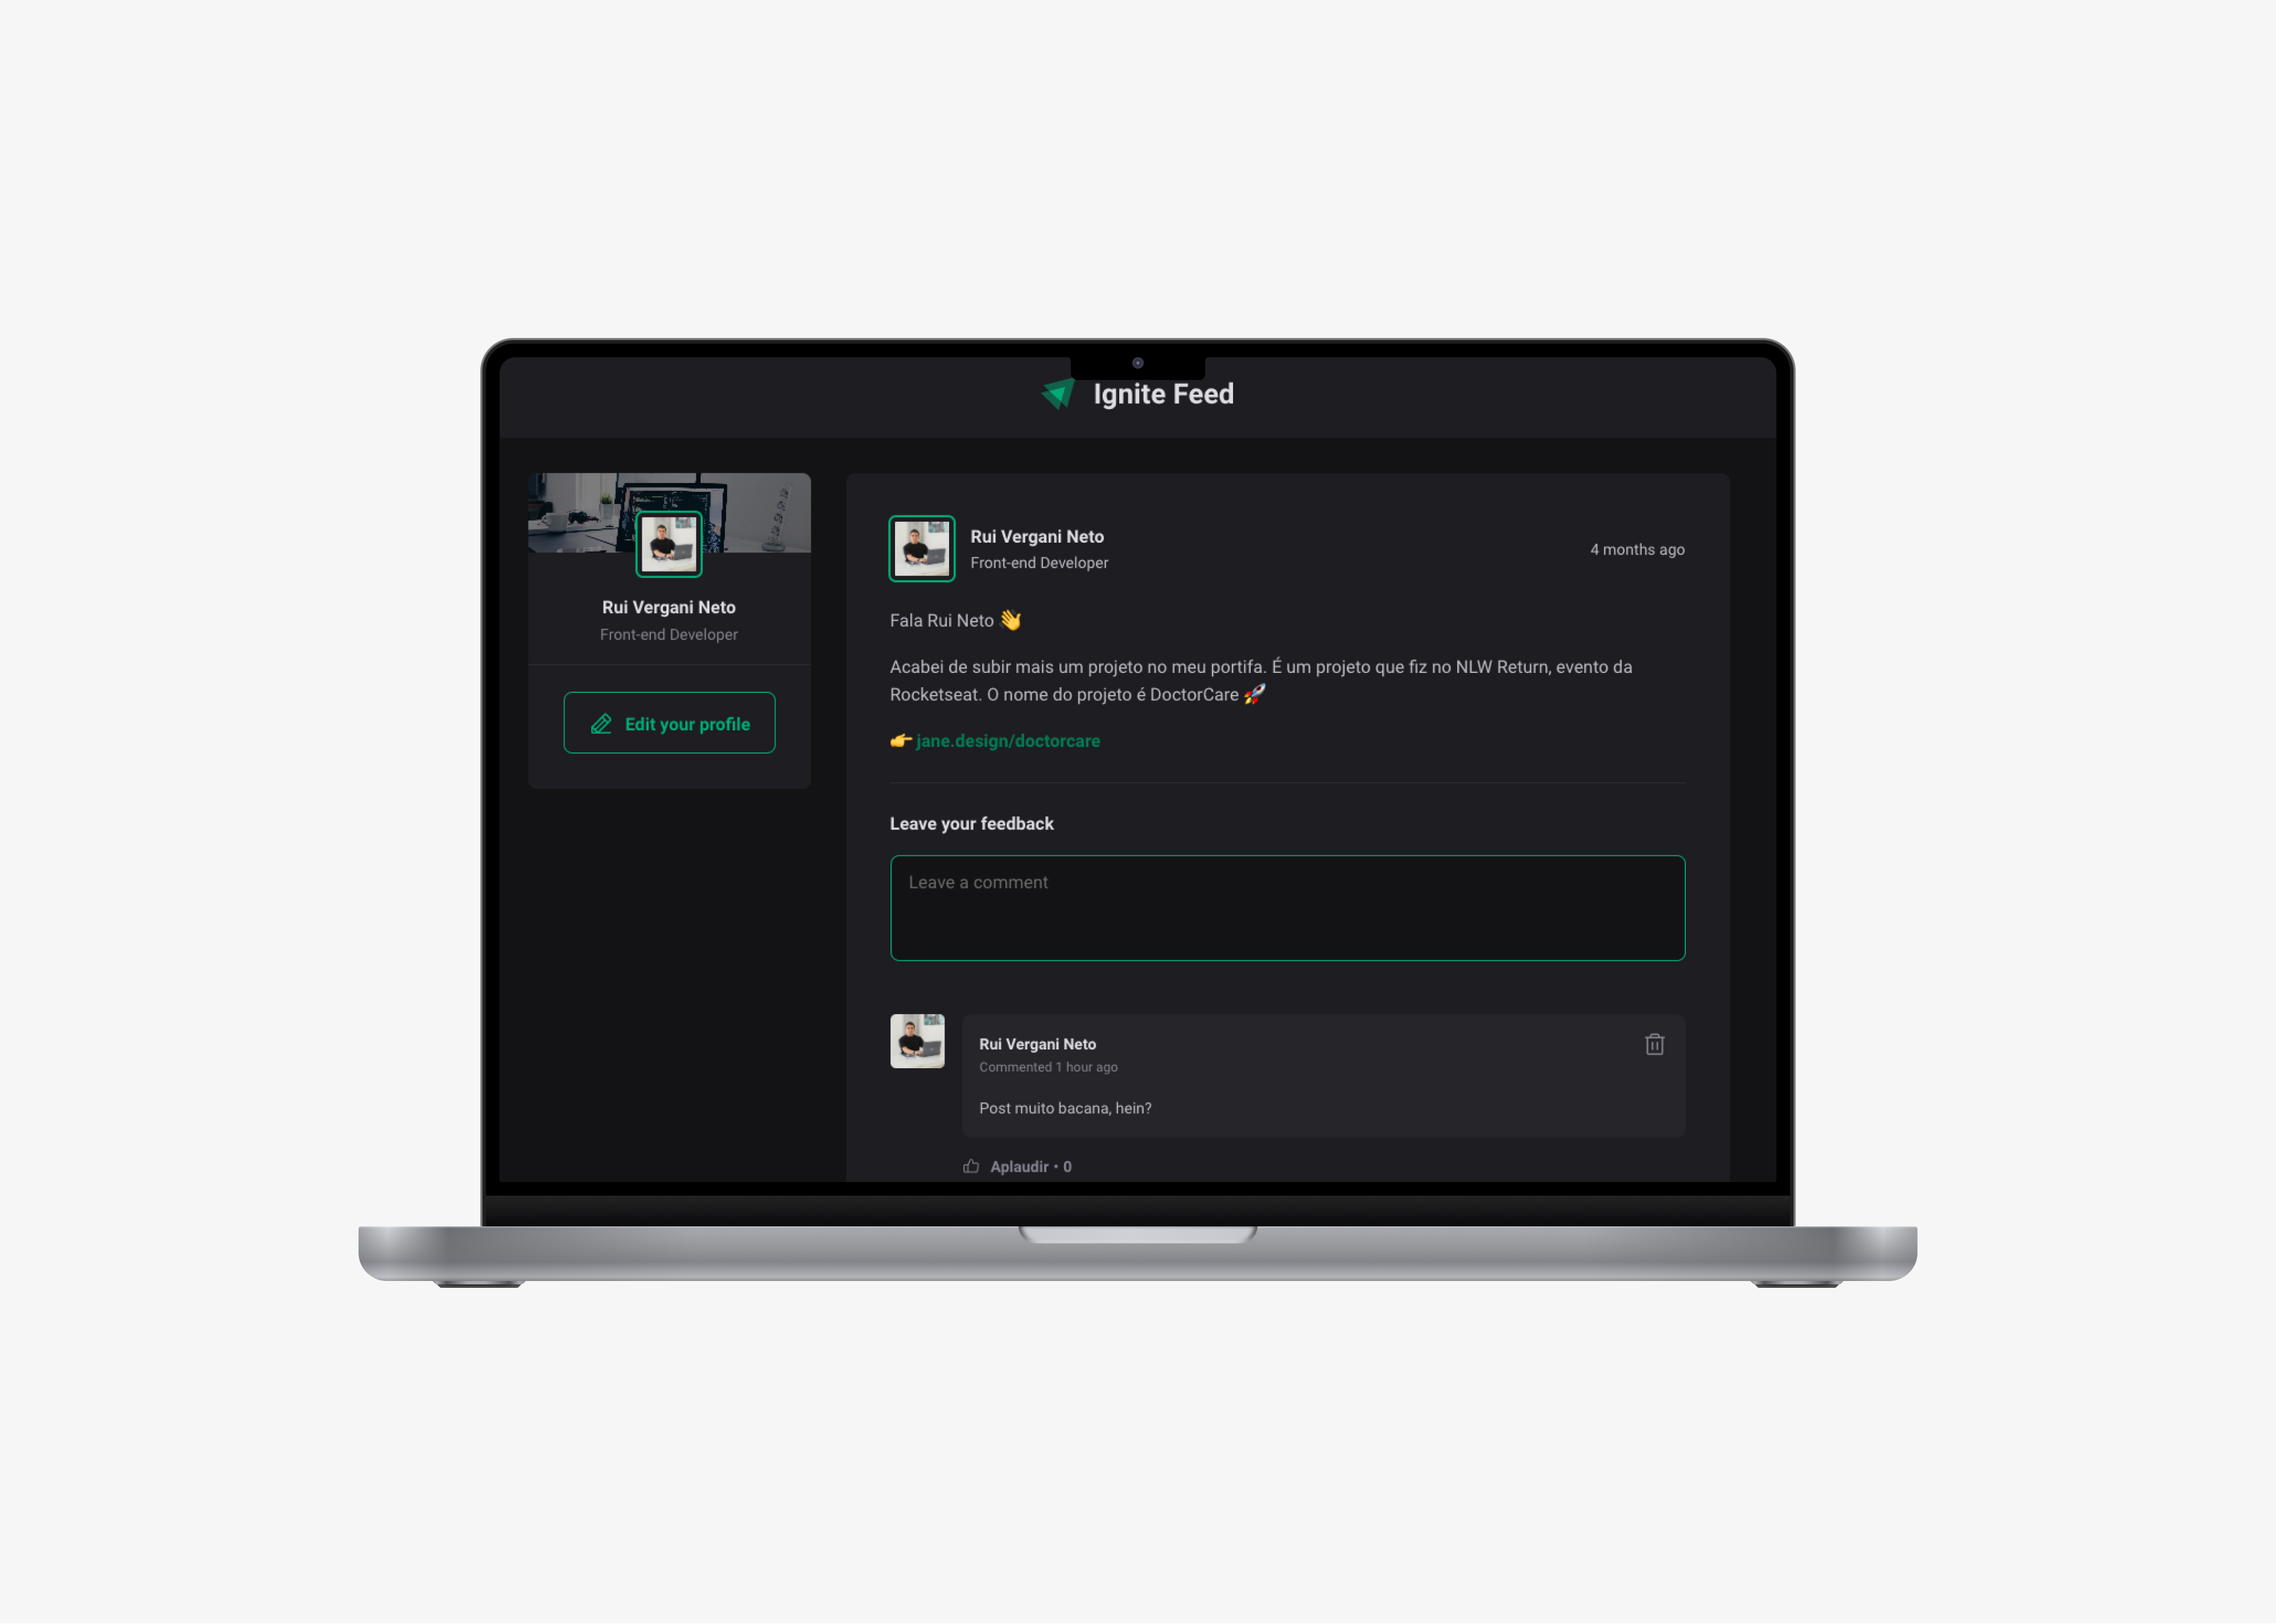 Ignite Feed
Rui Vergani Neto
Front-end Developer
Edit your profile
Rui Vergani Neto
Front-end Developer
4 months ago
Fala Rui Neto 👋
Acabei de subir mais um projeto no meu portifa. É um projeto que fiz no NLW Return, evento da
Rocketseat. O nome do projeto é DoctorCare 🚀
👉 jane.design/doctorcare
Leave your feedback
Leave a comment
Rui Vergani Neto
Commented 1 hour ago
Post muito bacana, hein?
Aplaudir • 0